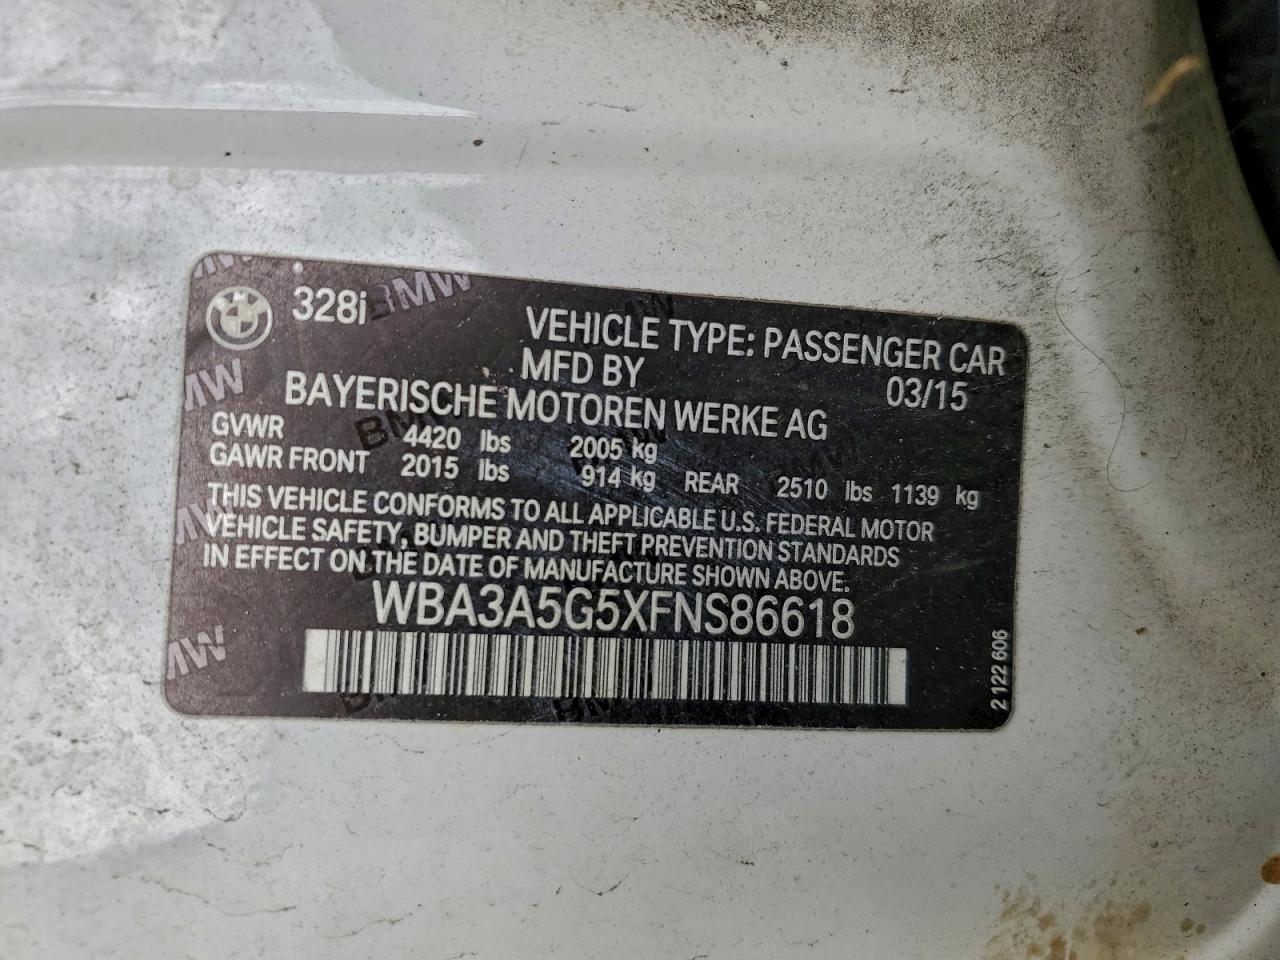 328i
VEHICLE TYPE: PASSENGER CAR
MFD BY 03/15
BAYERISCHE MOTOREN WERKE AG
GVWR 4420 lbs 2005 kg
GAWR FRONT 2015 lbs 914 kg REAR 2510 lbs 1139 kg
THIS VEHICLE CONFORMS TO ALL APPLICABLE U.S. FEDERAL MOTOR
VEHICLE SAFETY, BUMPER AND THEFT PREVENTION STANDARDS
IN EFFECT ON THE DATE OF MANUFACTURE SHOWN ABOVE.
WBA3A5G5XFNS86618
2 122 606